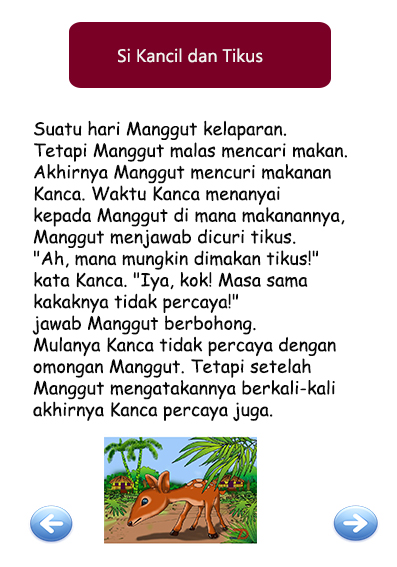 Si Kancil dan Tikus
Suatu hari Manggut kelaparan.
Tetapi Manggut malas mencari makan.
Akhirnya Manggut mencuri makanan
Kanca. Waktu Kanca menanyai
kepada Manggut di mana makanannya,
Manggut menjawab dicuri tikus.
"Ah, mana mungkin dimakan tikus!"
kata Kanca. "Iya, kok! Masa sama
kakaknya tidak percaya!"
jawab Manggut berbohong.
Mulanya Kanca tidak percaya dengan
omongan Manggut. Tetapi setelah
Manggut mengatakannya berkali-kali
akhirnya Kanca percaya juga.